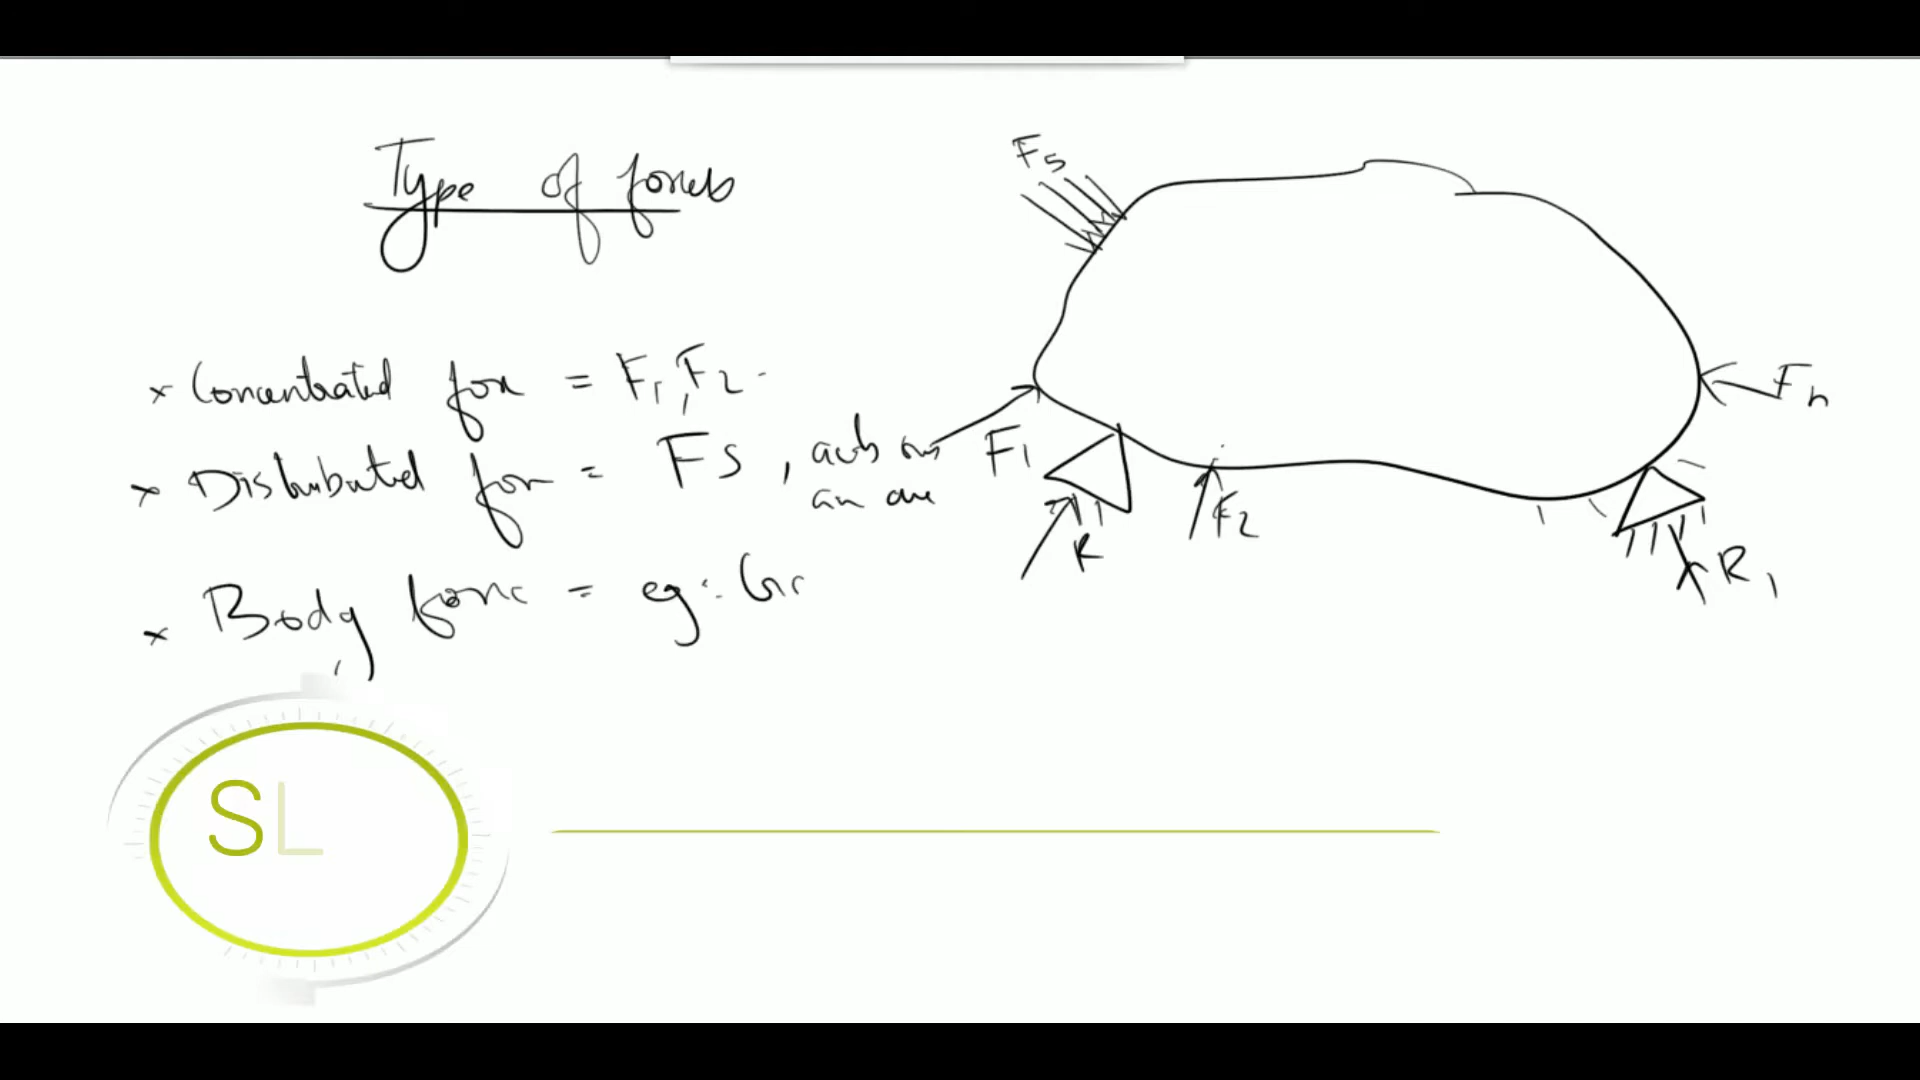 Type of forces
× Concentrated force = F1, F2 -
× Distributed force = Fs, acts on
an area
× Body force = eg: Gr
Fs
F1
R
F2
Fn
R1
SL